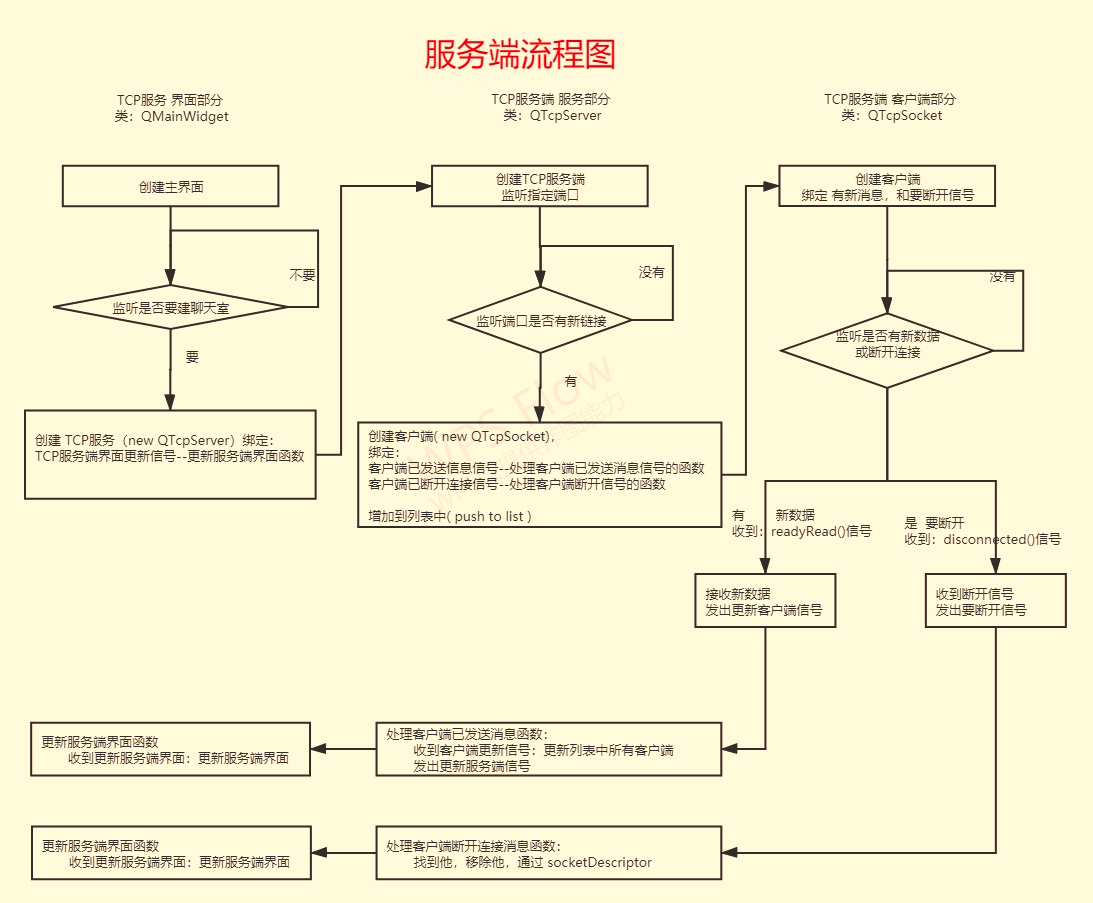 服务端流程图
TCP服务 界面部分
类：QMainWidget
TCP服务端 服务部分
类：QTcpServer
TCP服务端 客户端部分
类：QTcpSocket
创建主界面
创建TCP服务端
监听指定端口
创建客户端
绑定 有新消息，和要断开信号
不要
没有
没有
监听是否要建聊天室
监听端口是否有新链接
监听是否有新数据
或断开连接
要
有
创建 TCP服务（new QTcpServer）绑定：
TCP服务端界面更新信号--更新服务端界面函数
创建客户端( new QTcpSocket)，
绑定：
客户端已发送信息信号--处理客户端已发送消息信号的函数
客户端已断开连接信号--处理客户端断开信号的函数
增加到列表中( push to list )
WPS Flow
有 新数据
收到：readyRead()信号
是 要断开
收到：disconnected()信号
接收新数据
发出更新客户端信号
收到断开信号
发出要断开信号
更新服务端界面函数
收到更新服务端界面：更新服务端界面
处理客户端已发送消息函数：
收到客户端更新信号：更新列表中所有客户端
发出更新服务端信号
更新服务端界面函数
收到更新服务端界面：更新服务端界面
处理客户端断开连接消息函数：
找到他，移除他，通过 socketDescriptor